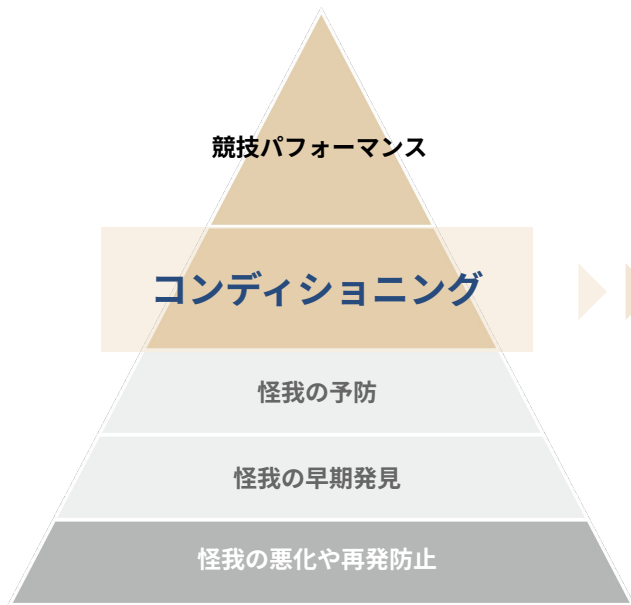 競技パフォーマンス
コンディショニング
怪我の予防
怪我の早期発見
怪我の悪化や再発防止